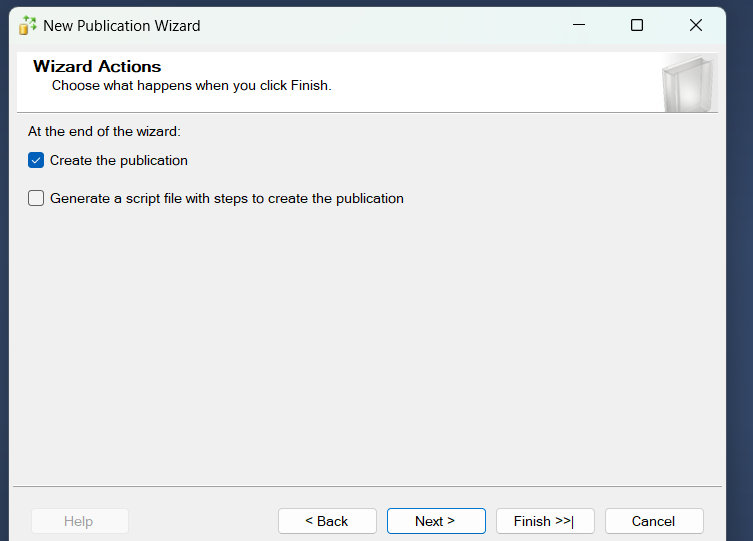 New Publication Wizard
Wizard Actions
Choose what happens when you click Finish.
At the end of the wizard:
Create the publication
Generate a script file with steps to create the publication
Help
< Back
Next >
Finish >>|
Cancel